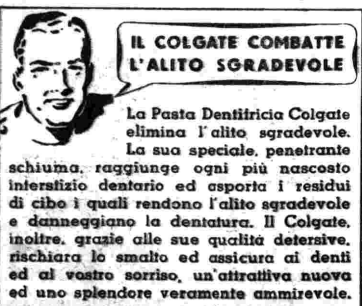 IL COLGATE COMBATTE
L'ALITO SGRADEVOLE
La Pasta Dentifricia Colgate
elimina l'alito sgradevole.
La sua speciale, penetrante
schiuma, raggiunge ogni più nascosto
interstizio dentario ed asporta i residui
di cibo i quali rendono l'alito sgradevole
e danneggiano la dentatura. Il Colgate,
inoltre, grazie alle sue qualità detersive,
rischiara lo smalto ed assicura ai denti
ed al vostro sorriso, un'attrattiva nuova
ed uno splendore veramente ammirevole.